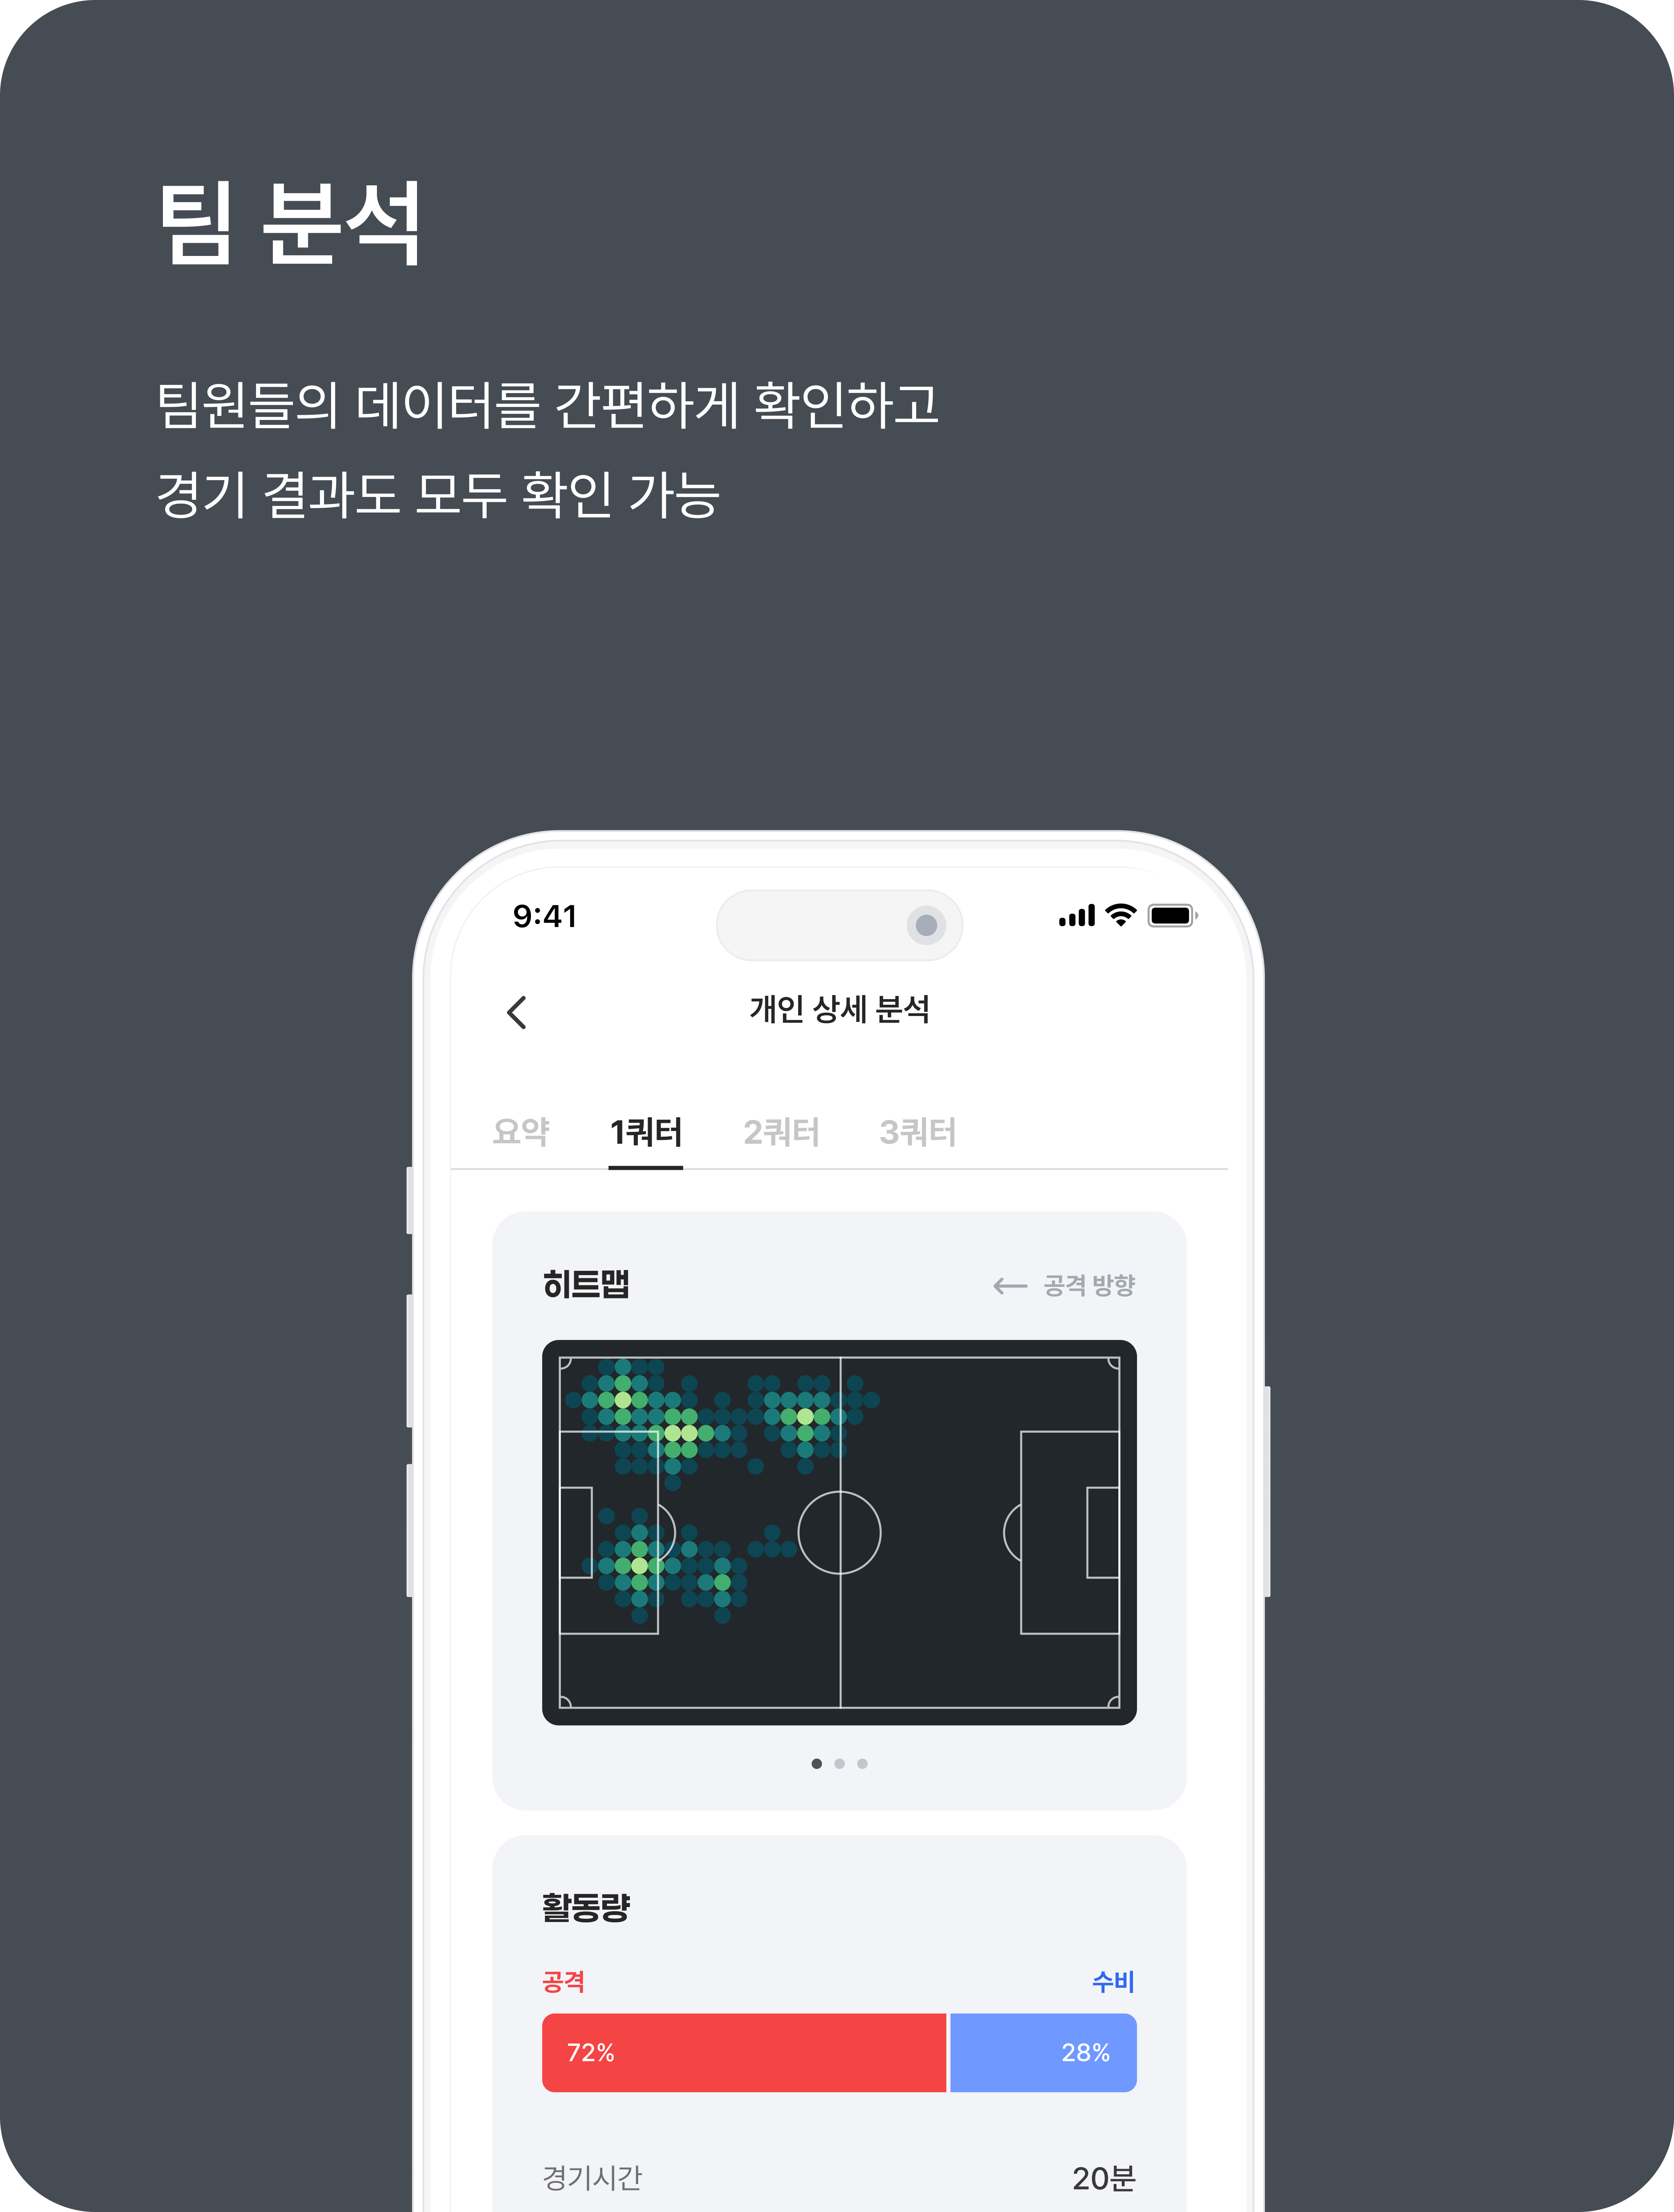 팀 분석
팀원들의 데이터를 간편하게 확인하고
경기 결과도 모두 확인 가능
9:41
개인 상세 분석
요약 1쿼터 2쿼터 3쿼터
히트맵 공격 방향
활동량
공격 수비
72% 28%
경기시간 20분